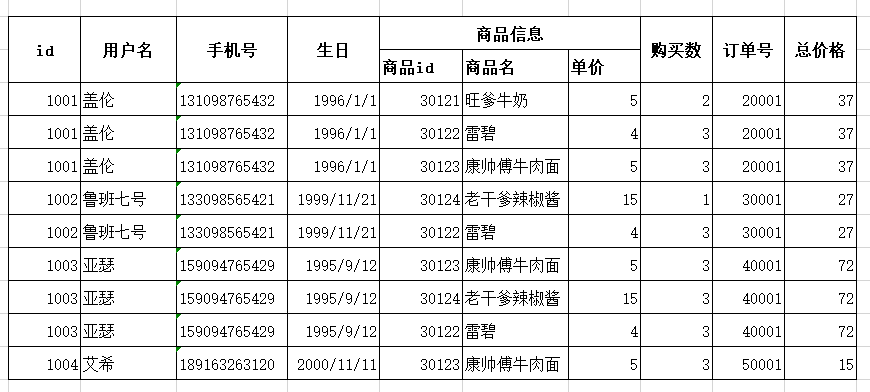 id 用户名 手机号 生日 商品信息 购买数 订单号 总价格
商品id 商品名 单价
1001 盖伦 131098765432 1996/1/1 30121 旺爹牛奶 5 2 20001 37
1001 盖伦 131098765432 1996/1/1 30122 雷碧 4 3 20001 37
1001 盖伦 131098765432 1996/1/1 30123 康帅傅牛肉面 5 3 20001 37
1002 鲁班七号 133098565421 1999/11/21 30124 老干爹辣椒酱 15 1 30001 27
1002 鲁班七号 133098565421 1999/11/21 30122 雷碧 4 3 30001 27
1003 亚瑟 159094765429 1995/9/12 30123 康帅傅牛肉面 5 3 40001 72
1003 亚瑟 159094765429 1995/9/12 30124 老干爹辣椒酱 15 3 40001 72
1003 亚瑟 159094765429 1995/9/12 30122 雷碧 4 3 40001 72
1004 艾希 189163263120 2000/11/11 30123 康帅傅牛肉面 5 3 50001 15